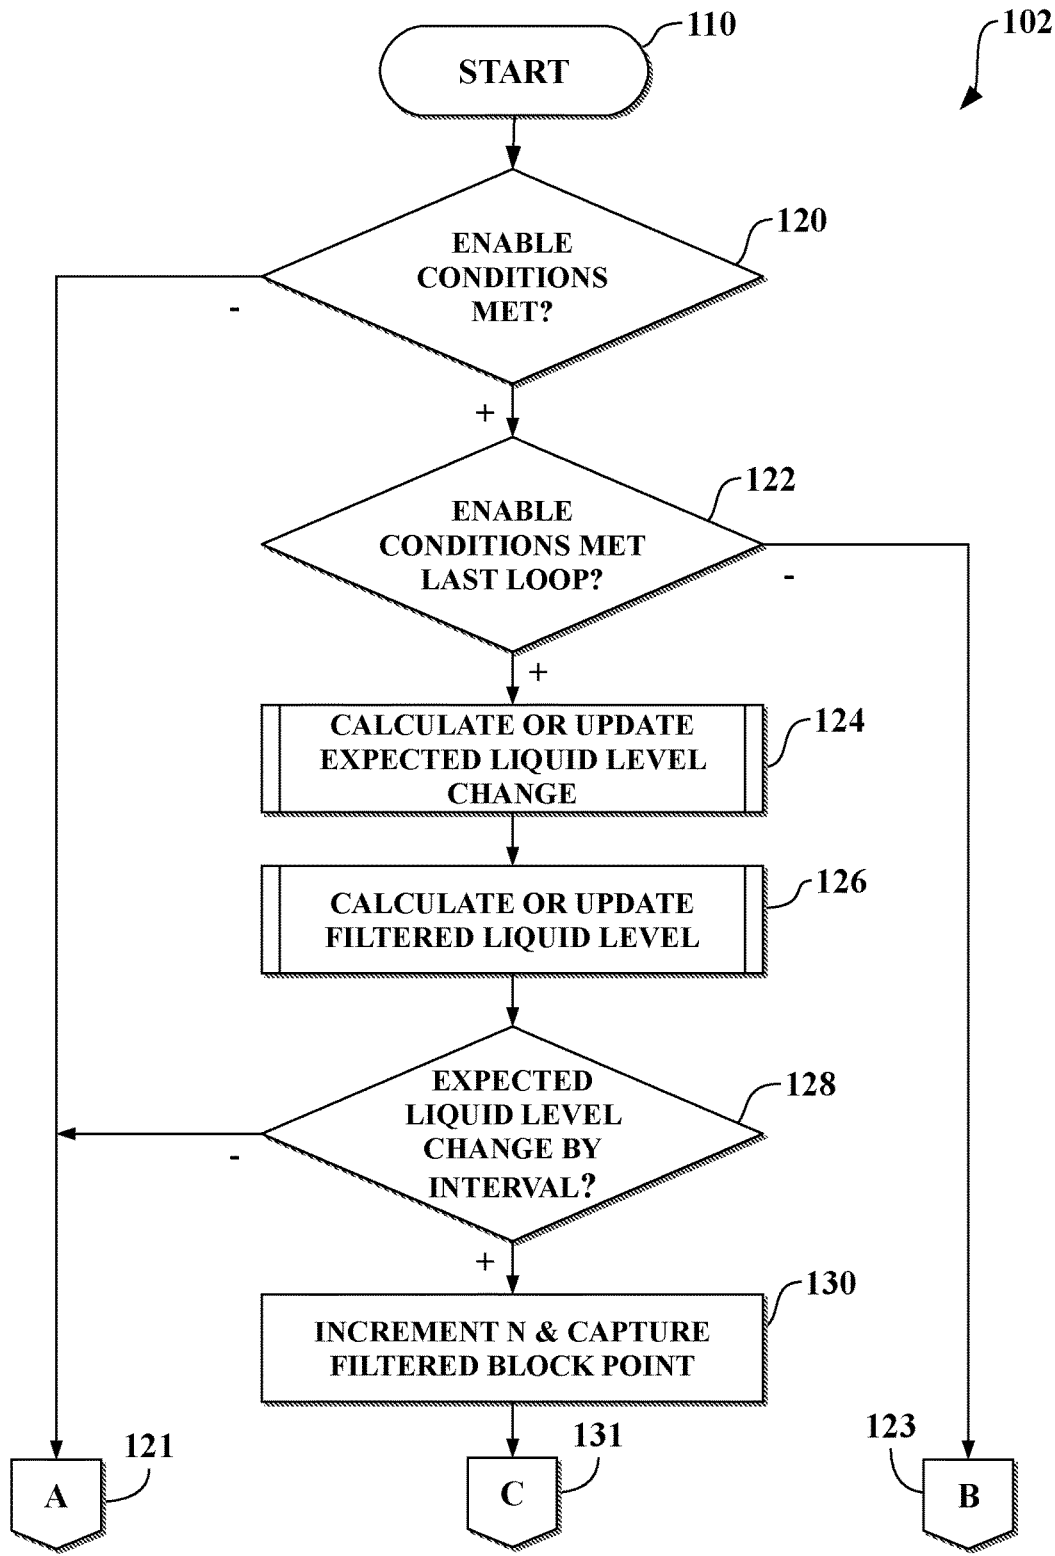 110
102
START
120
ENABLE
CONDITIONS
MET?
-
+
122
ENABLE
CONDITIONS MET
LAST LOOP?
-
+
CALCULATE OR UPDATE
EXPECTED LIQUID LEVEL
CHANGE
124
CALCULATE OR UPDATE
FILTERED LIQUID LEVEL
126
EXPECTED
LIQUID LEVEL
CHANGE BY
INTERVAL?
128
-
+
130
INCREMENT N & CAPTURE
FILTERED BLOCK POINT
121
131
123
A
C
B